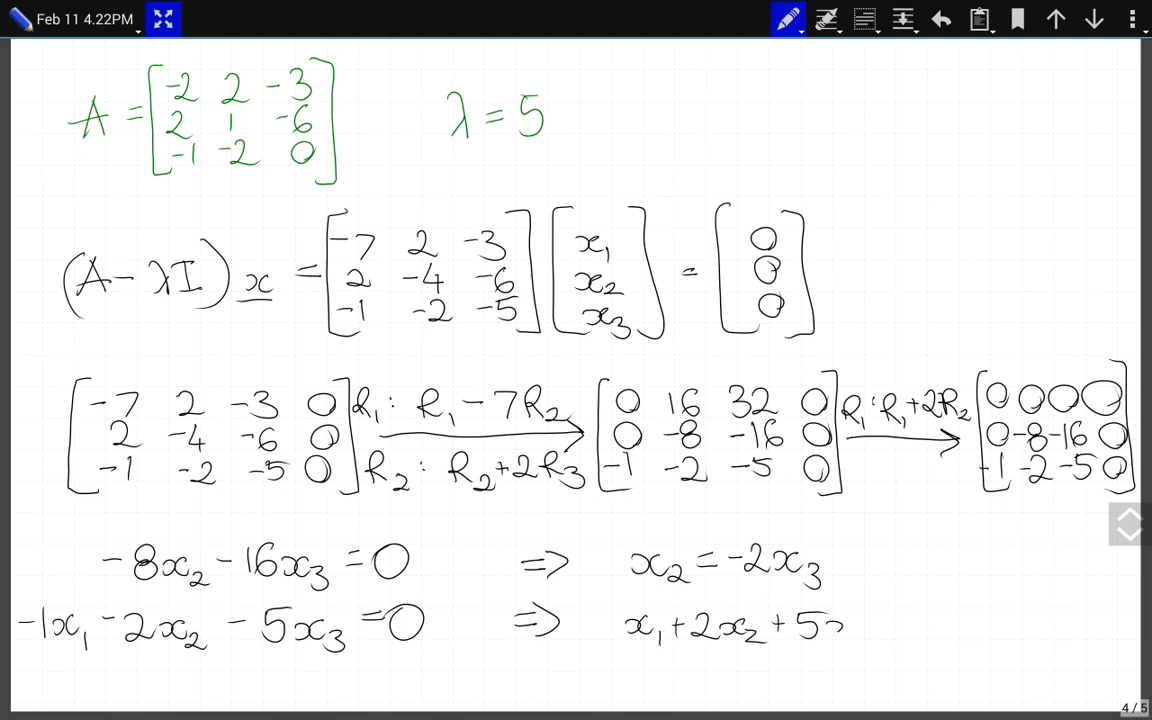 Feb 11 4.22PM
A = [-2 2 -3
2 1 -6
-1 -2 0] λ = 5
(A - λI) x = [-7 2 -3
2 -4 -6
-1 -2 -5] [x₁
x₂
x₃] = [0
0
0]
[-7 2 -3 0
2 -4 -6 0
-1 -2 -5 0] R₁: R₁ - 7R₂
R₂: R₂ + 2R₃ → [0 16 32 0
0 -8 -16 0
-1 -2 -5 0] R₁: R₁ + 2R₂ → [0 0 0 0
0 -8 -16 0
-1 -2 -5 0]
-8x₂ - 16x₃ = 0 ⇒ x₂ = -2x₃
-1x₁ - 2x₂ - 5x₃ = 0 ⇒ x₁ + 2x₂ + 5
4 / 5